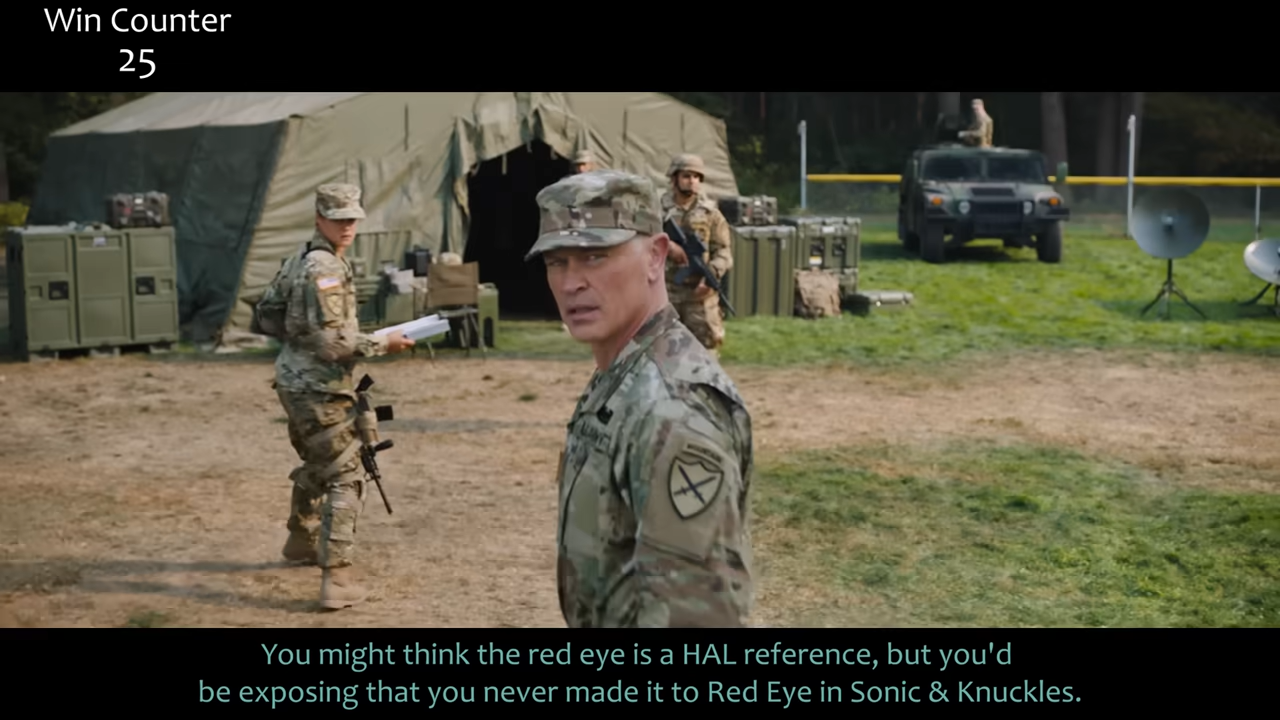 Win Counter
25
You might think the red eye is a HAL reference, but you'd
be exposing that you never made it to Red Eye in Sonic & Knuckles.